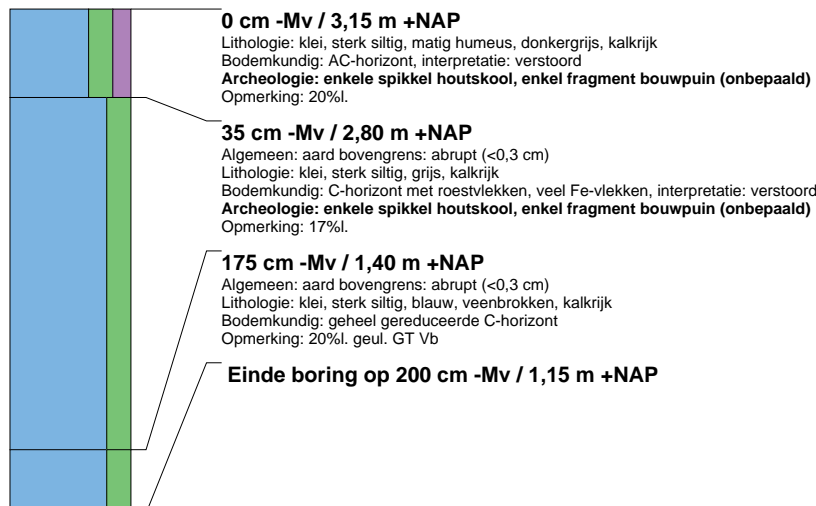 0 cm -Mv / 3,15 m +NAP
Lithologie: klei, sterk siltig, matig humeus, donkergrijs, kalkrijk
Bodemkundig: AC-horizont, interpretatie: verstoord
Archeologie: enkele spikkel houtskool, enkel fragment bouwpuin (onbepaald)
Opmerking: 20%l.
35 cm -Mv / 2,80 m +NAP
Algemeen: aard bovengrens: abrupt (<0,3 cm)
Lithologie: klei, sterk siltig, grijs, kalkrijk
Bodemkundig: C-horizont met roestvlekken, veel Fe-vlekken, interpretatie: verstoord
Archeologie: enkele spikkel houtskool, enkel fragment bouwpuin (onbepaald)
Opmerking: 17%l.
175 cm -Mv / 1,40 m +NAP
Algemeen: aard bovengrens: abrupt (<0,3 cm)
Lithologie: klei, sterk siltig, blauw, veenbrokken, kalkrijk
Bodemkundig: geheel gereduceerde C-horizont
Opmerking: 20%l. geul. GT Vb
Einde boring op 200 cm -Mv / 1,15 m +NAP